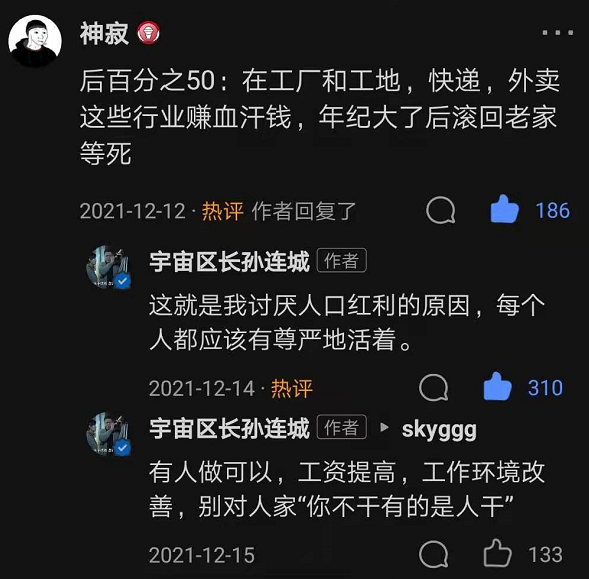 神寂
后百分之50：在工厂和工地，快递，外卖
这些行业赚血汗钱，年纪大了后滚回老家
等死
2021-12-12 · 热评 作者回复了 186
宇宙区长孙连城 作者
这就是我讨厌人口红利的原因，每个
人都应该有尊严地活着。
2021-12-14 · 热评 310
宇宙区长孙连城 作者 ▸ skyggg
有人做可以，工资提高，工作环境改
善，别对人家“你不干有的是人干”
2021-12-15 133